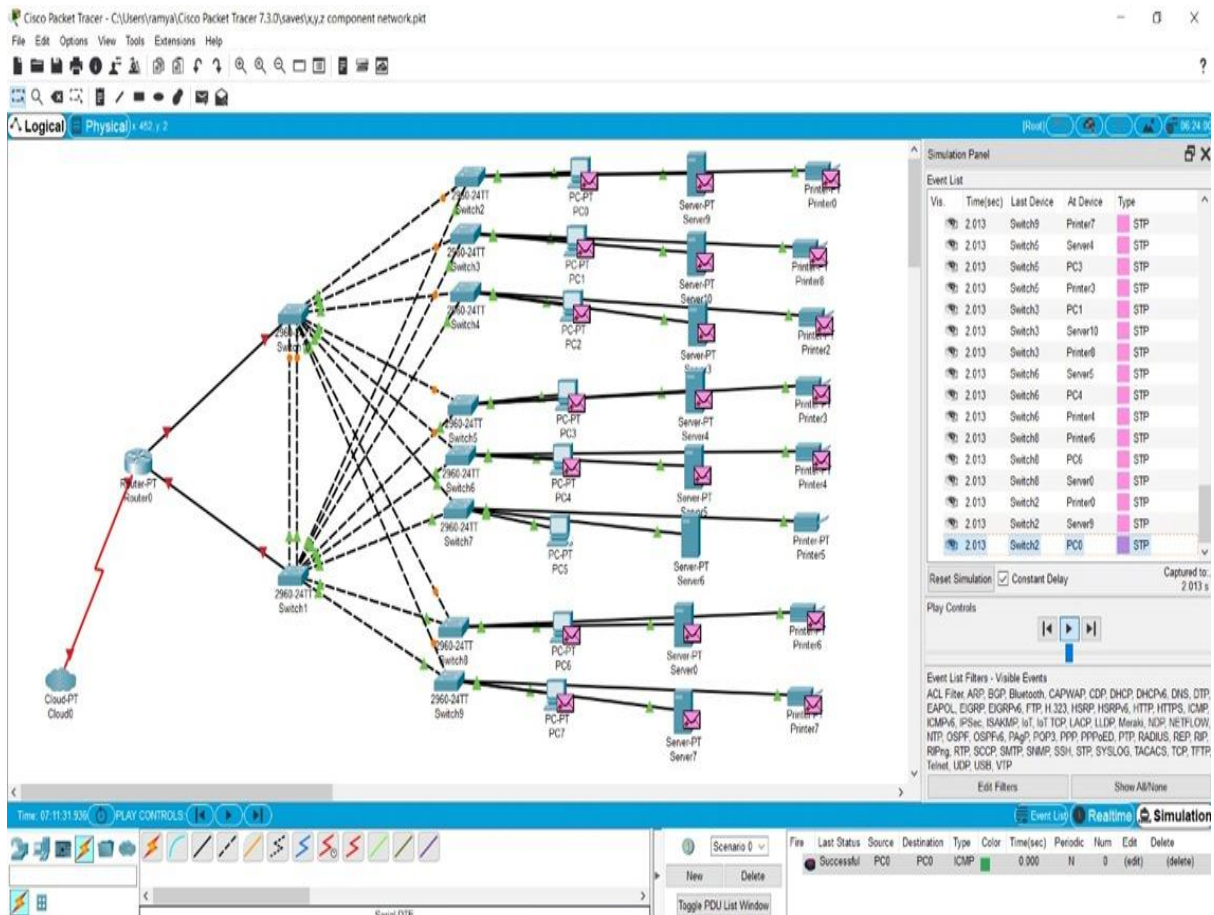 Cisco Packet Tracer - C:\Users\ramya\Cisco Packet Tracer 7.3.0\saves\x,y,z component network.pkt
File Edit Options View Tools Extensions Help
?
Logical Physical x: 452, y: 2 [Root] 06:24:00
Simulation Panel
Event List
Vis. Time(sec) Last Device At Device Type
2.013 Switch9 Printer7 STP
2.013 Switch5 Server4 STP
2.013 Switch5 PC3 STP
2.013 Switch5 Printer3 STP
2.013 Switch3 PC1 STP
2.013 Switch3 Server10 STP
2.013 Switch3 Printer8 STP
2.013 Switch6 Server5 STP
2.013 Switch6 PC4 STP
2.013 Switch6 Printer4 STP
2.013 Switch8 Printer6 STP
2.013 Switch8 PC6 STP
2.013 Switch8 Server0 STP
2.013 Switch2 Printer0 STP
2.013 Switch2 Server9 STP
2.013 Switch2 PC0 STP
Reset Simulation Constant Delay Captured to:
2.013 s
Play Controls
Event List Filters - Visible Events
ACL Filter, ARP, BGP, Bluetooth, CAPWAP, CDP, DHCP, DHCPv6, DNS, DTP,
EAPOL, EIGRP, EIGRPv6, FTP, H.323, HSRP, HSRPv6, HTTP, HTTPS, ICMP,
ICMPv6, IPSec, ISAKMP, IoT, IoT TCP, LACP, LLDP, Meraki, NDP, NETFLOW,
NTP, OSPF, OSPFv6, PAgP, POP3, PPP, PPPoED, PTP, RADIUS, REP, RIP,
RIPng, RTP, SCCP, SMTP, SNMP, SSH, STP, SYSLOG, TACACS, TCP, TFTP,
Telnet, UDP, USB, VTP
Edit Filters Show All/None
2960-24TT
Switch2
PC-PT
PC0
Server-PT
Server9
Printer0
2960-24TT
Switch3
PC-PT
PC1
Server-PT
Server10
Printer8
2960-24TT
Switch4
PC-PT
PC2
Server-PT
Printer-PT
Printer2
Router-PT
Router0
2960-24TT
Switch5
PC-PT
PC3
Server-PT
Server4
Printer3
2960-24TT
Switch6
PC-PT
PC4
Server-PT
Server5
Printer4
2960-24TT
Switch7
PC-PT
PC5
Server-PT
Server6
Printer-PT
Printer5
2960-24TT
Switch1
2960-24TT
Switch8
PC-PT
PC6
Server-PT
Server0
Printer6
Cloud-PT
Cloud0
2960-24TT
Switch9
PC-PT
PC7
Server-PT
Server7
Printer7
Time: 07:11:31.936 PLAY CONTROLS: Event List Realtime Simulation
Scenario 0
New Delete
Toggle PDU List Window
Fire Last Status Source Destination Type Color Time(sec) Periodic Num Edit Delete
Successful PC0 PC0 ICMP 0.000 N 0 (edit) (delete)
Serial DTE